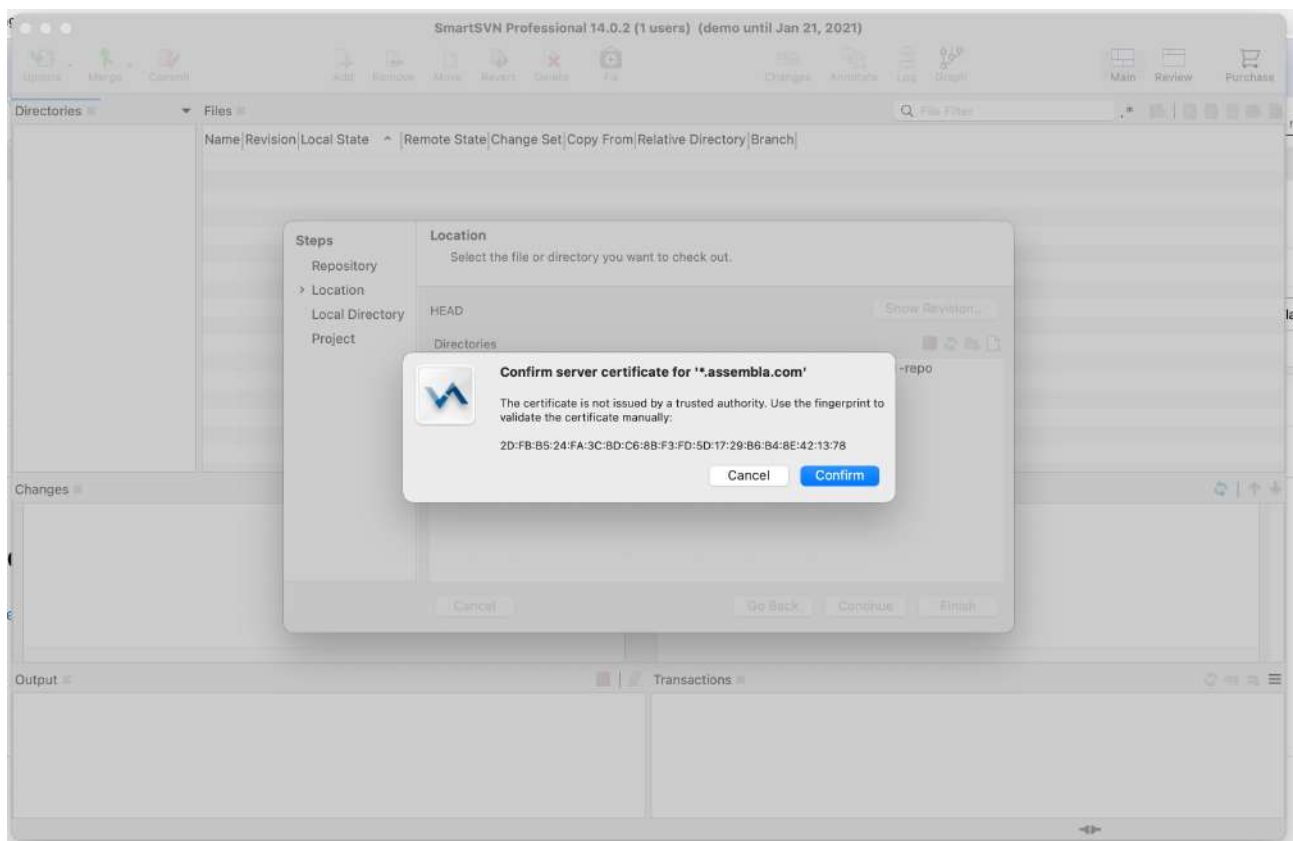 SmartSVN Professional 14.0.2 (1 users) (demo until Jan 21, 2021)
Update Merge Commit Add Remove Move Revert Delete Fix Changes Annotate Log Graph Main Review Purchase
Directories Files File Filter .*
Name Revision Local State Remote State Change Set Copy From Relative Directory Branch
Steps
Repository
> Location
Local Directory
Project
Location
Select the file or directory you want to check out.
HEAD Show Revision...
Directories
-repo
Confirm server certificate for '*.assembla.com'
The certificate is not issued by a trusted authority. Use the fingerprint to
validate the certificate manually:
2D:FB:B5:24:FA:3C:8D:C6:8B:F3:FD:5D:17:29:B6:B4:8E:42:13:78
Cancel Confirm
Changes
Cancel Go Back Continue Finish
Output Transactions